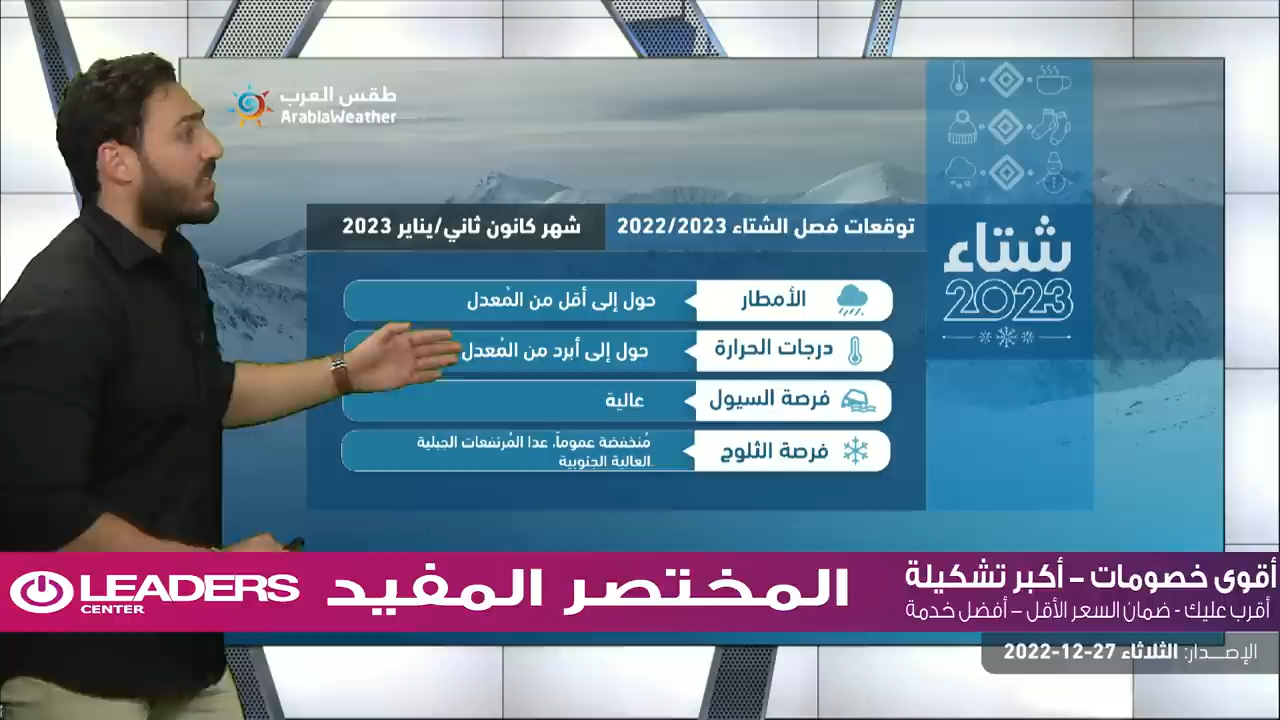 طقس العرب
ArabiaWeather
شتاء
2023
توقعات فصل الشتاء 2022/2023
شهر كانون ثاني/يناير 2023
الأمطار
حول إلى أقل من المُعدل
درجات الحرارة
حول إلى أبرد من المُعدل
فرصة السيول
عالية
فرصة الثلوج
مُنخفضة عموماً، عدا المُرتفعات الجبلية
العالية الجنوبية.
أقوى خصومات – أكبر تشكيلة
أقرب عليك - ضمان السعر الأقل – أفضل خدمة
المختصر المفيد
LEADERS
CENTER
الإصـــدار: الثلاثاء 27-12-2022